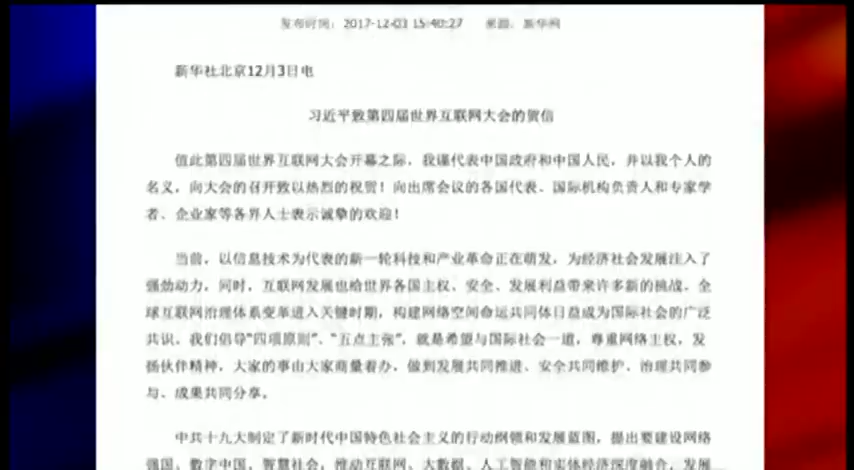 发布时间：2017-12-03 15:40:27 来源：新华网
新华社北京12月3日电
习近平致第四届世界互联网大会的贺信
值此第四届世界互联网大会开幕之际，我谨代表中国政府和中国人民，并以我个人的
名义，向大会的召开致以热烈的祝贺！向出席会议的各国代表、国际机构负责人和专家学
者、企业家等各界人士表示诚挚的欢迎！
当前，以信息技术为代表的新一轮科技和产业革命正在萌发，为经济社会发展注入了
强劲动力，同时，互联网发展也给世界各国主权、安全、发展利益带来许多新的挑战。全
球互联网治理体系变革进入关键时期，构建网络空间命运共同体日益成为国际社会的广泛
共识。我们倡导“四项原则”、“五点主张”，就是希望与国际社会一道，尊重网络主权，发
扬伙伴精神，大家的事由大家商量着办，做到发展共同推进、安全共同维护、治理共同参
与、成果共同分享。
中共十九大制定了新时代中国特色社会主义的行动纲领和发展蓝图，提出要建设网络
强国、数字中国、智慧社会，推动互联网、大数据、人工智能和实体经济深度融合，发展